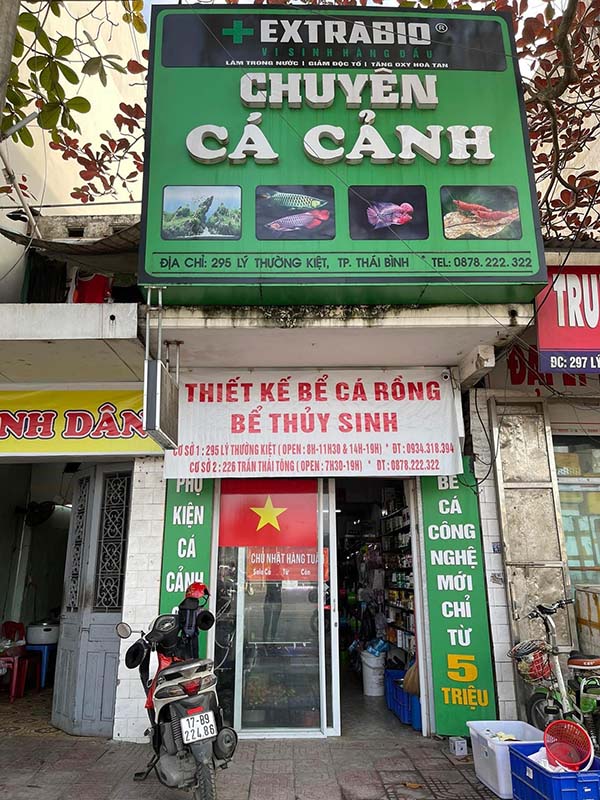 EXTRABIO®
VI SINH HÀNG ĐẦU
LÀM TRONG NƯỚC | GIẢM ĐỘC TỐ | TĂNG OXY HOÀ TAN
CHUYÊN
CÁ CẢNH
ĐỊA CHỈ: 295 LÝ THƯỜNG KIỆT, TP. THÁI BÌNH * TEL: 0878.222.322
TRU
ĐC: 297 LÝ
NH DÂN
THIẾT KẾ BỂ CÁ RỒNG
BỂ THỦY SINH
CƠ SỞ 1 : 295 LÝ THƯỜNG KIỆT ( OPEN : 8H-11H30 & 14H-19H) * ĐT : 0934.318.394
CƠ SỞ 2 : 226 TRẦN THÁI TÔNG ( OPEN : 7H30-19H) * ĐT: 0878.222.322
PHỤ
KIỆN
CÁ
CẢNH
CHỦ NHẬT HÀNG TUẦN
BỂ
CÁ
CÔNG
NGHỆ
MỚI CHỈ
TỪ
5
TRIỆU
17-B9
224.86